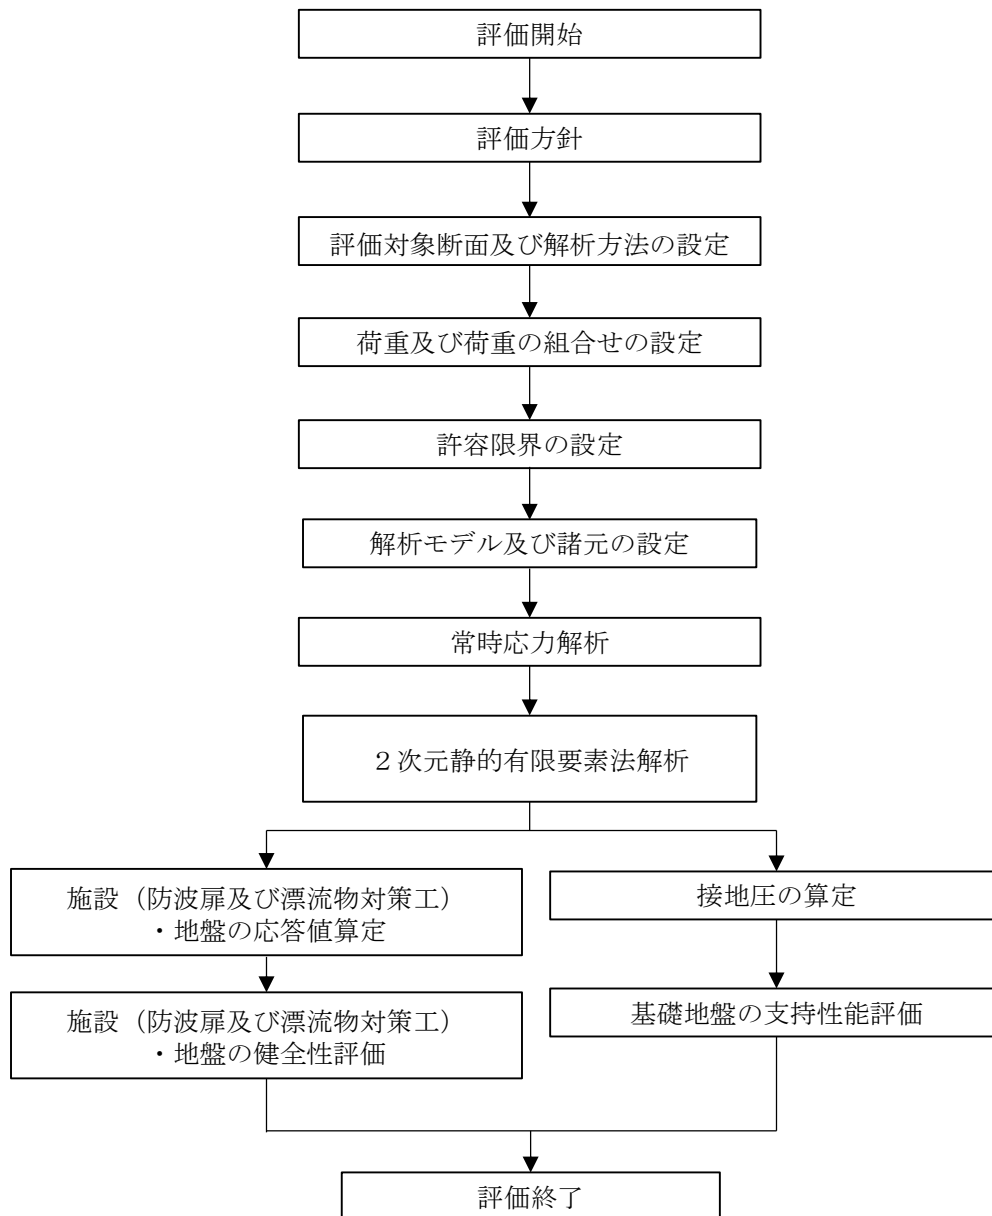 評価開始
評価方針
評価対象断面及び解析方法の設定
荷重及び荷重の組合せの設定
許容限界の設定
解析モデル及び諸元の設定
常時応力解析
２次元静的有限要素法解析
施設（防波扉及び漂流物対策工）
・地盤の応答値算定
接地圧の算定
施設（防波扉及び漂流物対策工）
・地盤の健全性評価
基礎地盤の支持性能評価
評価終了